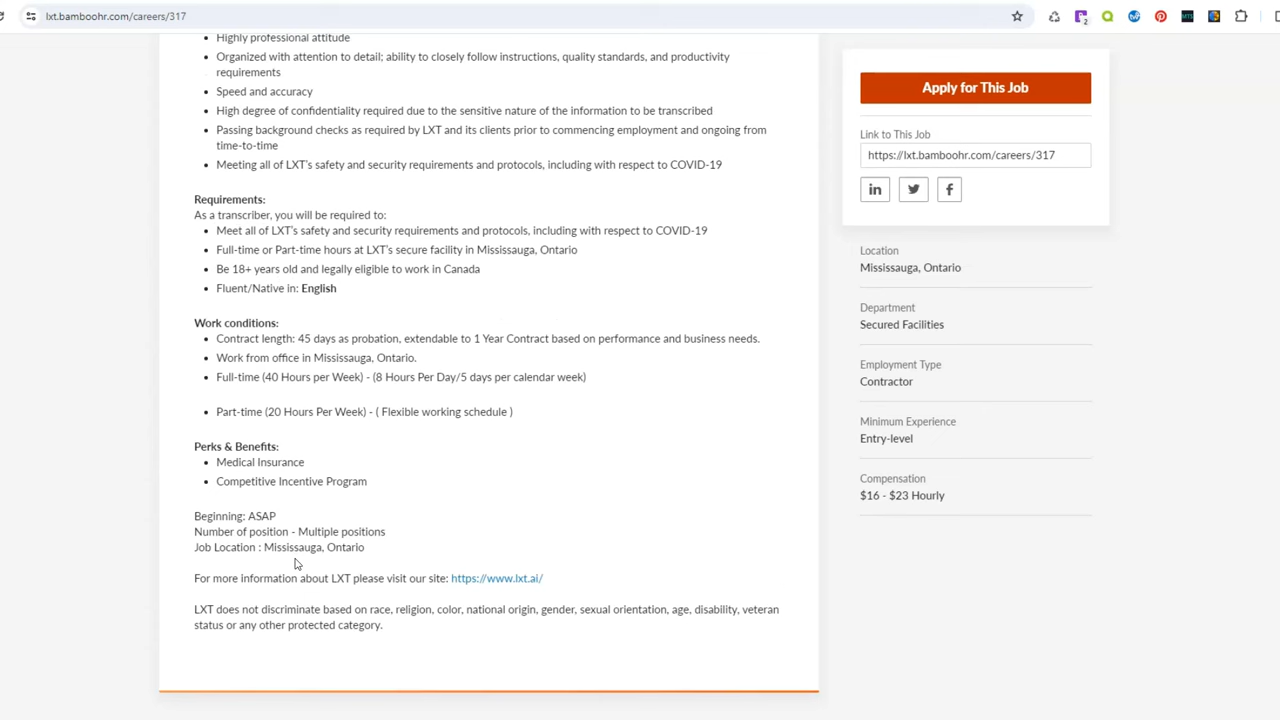 lxt.bamboohr.com/careers/317
Highly professional attitude
Organized with attention to detail; ability to closely follow instructions, quality standards, and productivity
requirements
Speed and accuracy
High degree of confidentiality required due to the sensitive nature of the information to be transcribed
Passing background checks as required by LXT and its clients prior to commencing employment and ongoing from
time-to-time
Meeting all of LXT's safety and security requirements and protocols, including with respect to COVID-19
Requirements:
As a transcriber, you will be required to:
Meet all of LXT's safety and security requirements and protocols, including with respect to COVID-19
Full-time or Part-time hours at LXT's secure facility in Mississauga, Ontario
Be 18+ years old and legally eligible to work in Canada
Fluent/Native in: English
Work conditions:
Contract length: 45 days as probation, extendable to 1 Year Contract based on performance and business needs.
Work from office in Mississauga, Ontario.
Full-time (40 Hours per Week) - (8 Hours Per Day/5 days per calendar week)
Part-time (20 Hours Per Week) - ( Flexible working schedule )
Perks & Benefits:
Medical Insurance
Competitive Incentive Program
Beginning: ASAP
Number of position - Multiple positions
Job Location : Mississauga, Ontario
For more information about LXT please visit our site: https://www.lxt.ai/
LXT does not discriminate based on race, religion, color, national origin, gender, sexual orientation, age, disability, veteran
status or any other protected category.
Apply for This Job
Link to This Job
https://lxt.bamboohr.com/careers/317
Location
Mississauga, Ontario
Department
Secured Facilities
Employment Type
Contractor
Minimum Experience
Entry-level
Compensation
$16 - $23 Hourly